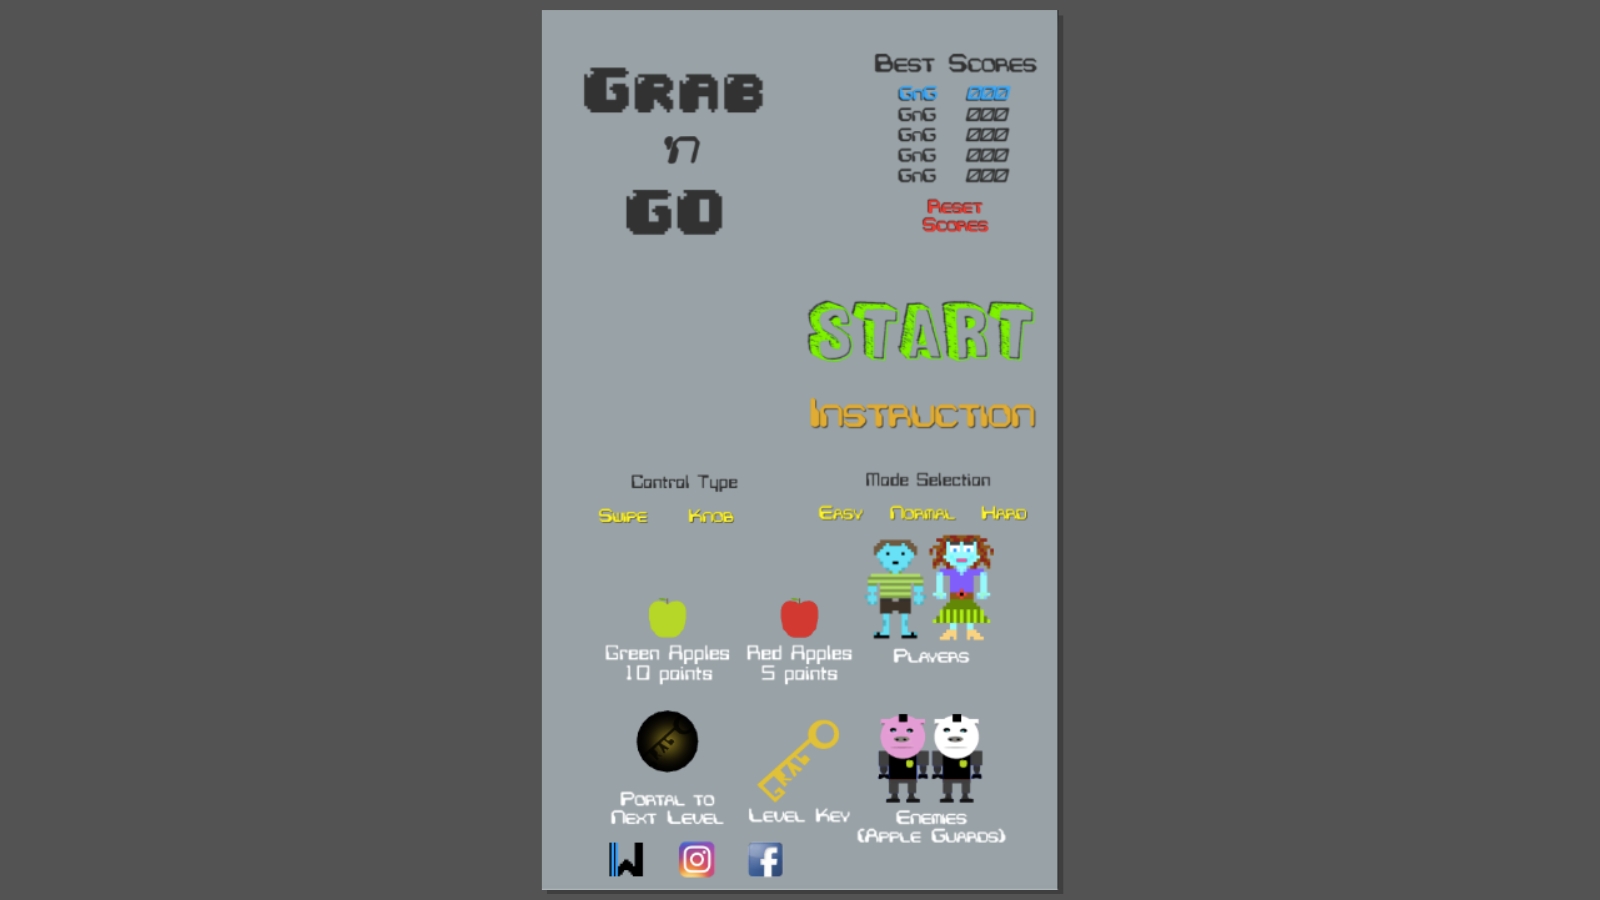 Grab
'n
GO
Best Scores
GnG 000
GnG 000
GnG 000
GnG 000
GnG 000
Reset
Scores
START
Instruction
Control Type
Mode Selection
Swipe Knob
Easy Normal Hard
Green Apples
10 points
Red Apples
5 points
Players
Portal to
Next Level
GRAL
Level Key
Enemies
(Apple Guards)
W
f